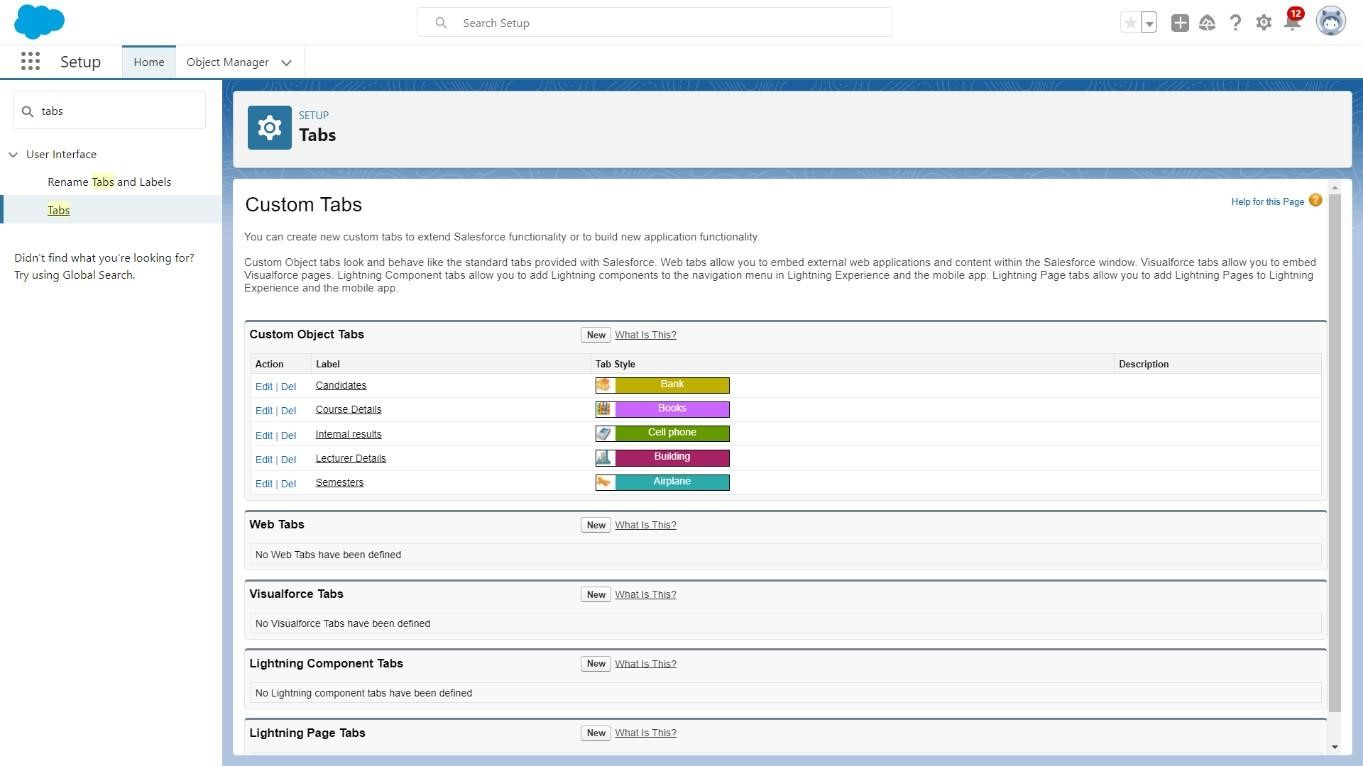 Search Setup
12
Setup
Home
Object Manager
tabs
User Interface
Rename Tabs and Labels
Tabs
Didn't find what you're looking for?
Try using Global Search.
SETUP
Tabs
Custom Tabs
Help for this Page
You can create new custom tabs to extend Salesforce functionality or to build new application functionality.
Custom Object tabs look and behave like the standard tabs provided with Salesforce. Web tabs allow you to embed external web applications and content within the Salesforce window. Visualforce tabs allow you to embed
Visualforce pages. Lightning Component tabs allow you to add Lightning components to the navigation menu in Lightning Experience and the mobile app. Lightning Page tabs allow you to add Lightning Pages to Lightning
Experience and the mobile app.
Custom Object Tabs New What Is This?
Action Label Tab Style Description
Edit | Del Candidates Bank
Edit | Del Course Details Books
Edit | Del Internal results Cell phone
Edit | Del Lecturer Details Building
Edit | Del Semesters Airplane
Web Tabs New What Is This?
No Web Tabs have been defined
Visualforce Tabs New What Is This?
No Visualforce Tabs have been defined
Lightning Component Tabs New What Is This?
No Lightning component tabs have been defined
Lightning Page Tabs New What Is This?